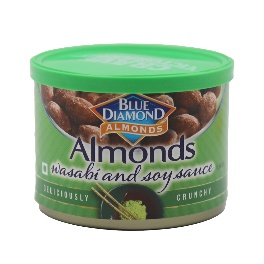 BLUE
DIAMOND
ALMONDS
Almonds
wasabi and soy sauce
DELICIOUSLY CRUNCHY